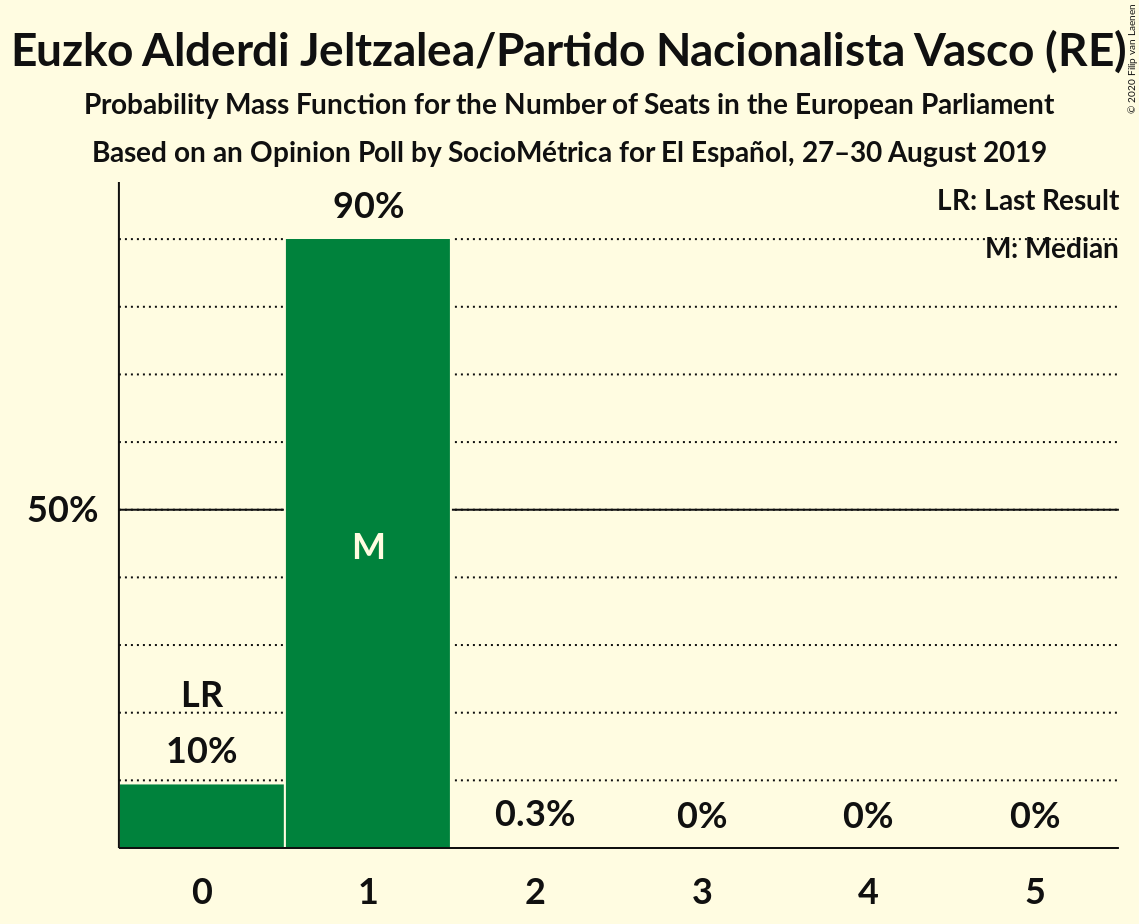 Euzko Alderdi Jeltzalea/Partido Nacionalista Vasco (RE)
© 2020 Filip van Laenen
Probability Mass Function for the Number of Seats in the European Parliament
Based on an Opinion Poll by SocioMétrica for El Español, 27–30 August 2019
LR: Last Result
M: Median
90%
50%
M
LR
10%
0.3%
0%
0%
0%
0
1
2
3
4
5